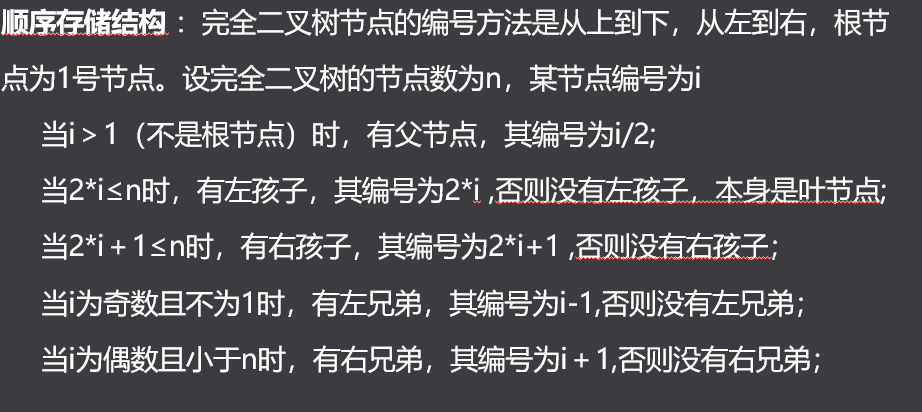 顺序存储结构 ：完全二叉树节点的编号方法是从上到下，从左到右，根节
点为1号节点。设完全二叉树的节点数为n，某节点编号为i
当i＞1（不是根节点）时，有父节点，其编号为i/2;
当2*i≤n时，有左孩子，其编号为2*i ,否则没有左孩子，本身是叶节点;
当2*i＋1≤n时，有右孩子，其编号为2*i+1 ,否则没有右孩子；
当i为奇数且不为1时，有左兄弟，其编号为i-1,否则没有左兄弟；
当i为偶数且小于n时，有右兄弟，其编号为i＋1,否则没有右兄弟；